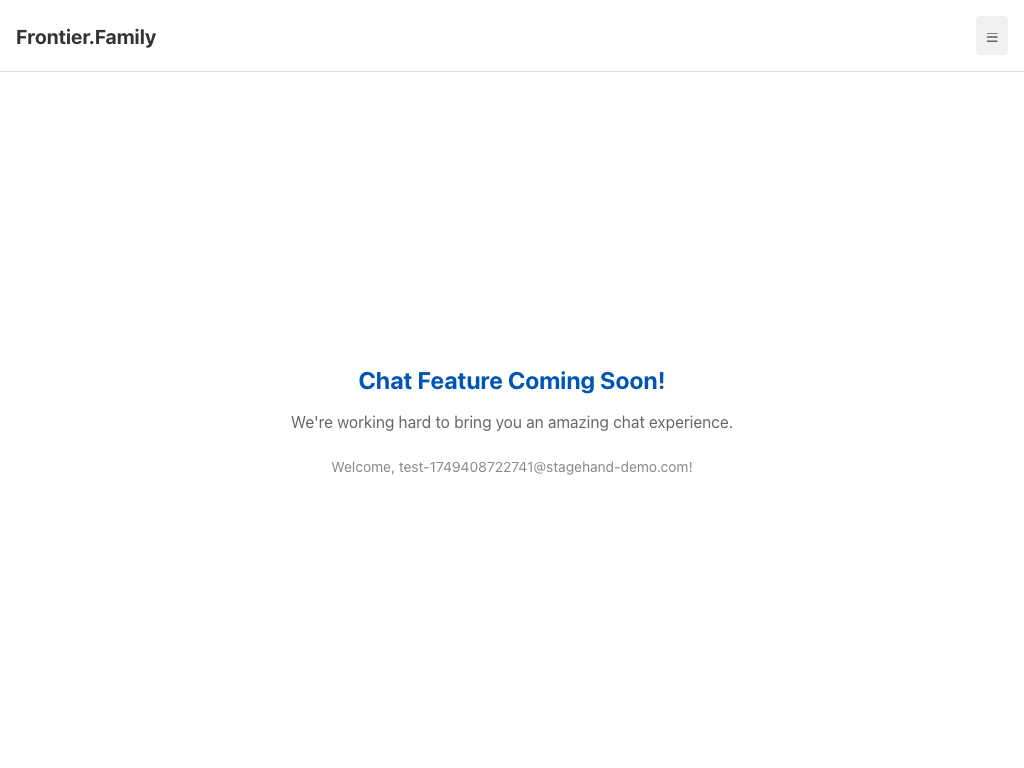 Frontier.Family
Chat Feature Coming Soon!
We're working hard to bring you an amazing chat experience.
Welcome, test-1749408722741@stagehand-demo.com!